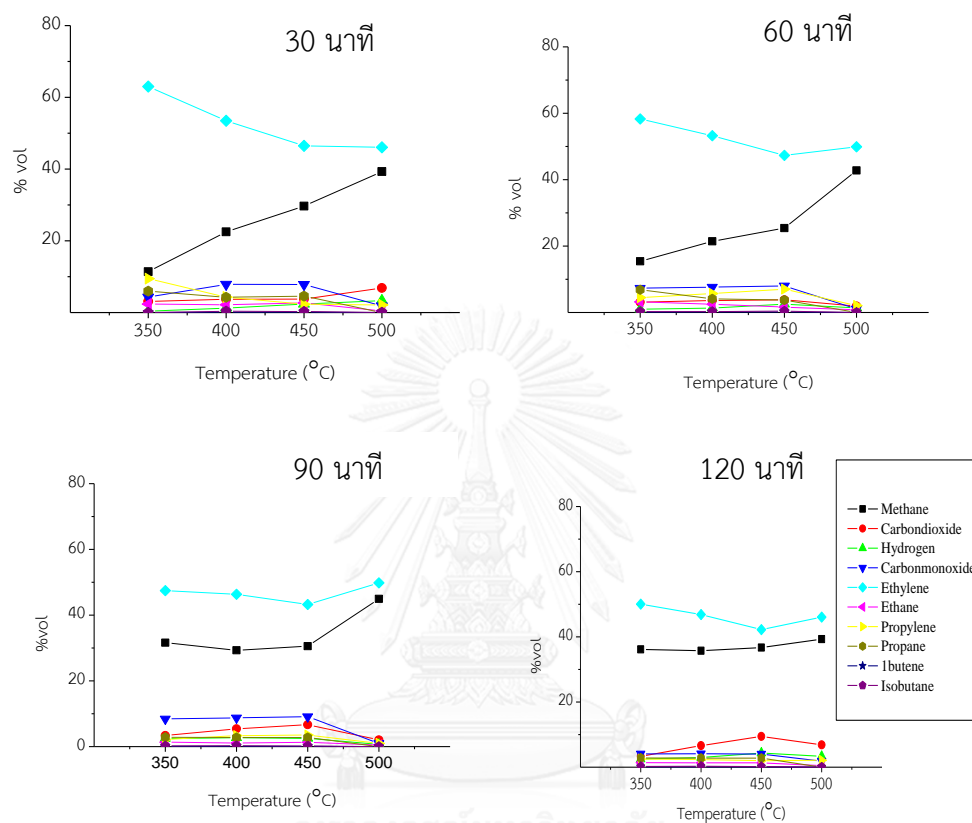 30 นาที
80
60
40
20
% vol
350 400 450 500
Temperature (°C)
60 นาที
80
60
40
20
0
% vol
350 400 450 500
Temperature (°C)
90 นาที
80
60
40
20
0
%vol
350 400 450 500
Temperature (°C)
120 นาที
80
60
40
20
%vol
350 400 450 500
Temperature (°C)
Methane
Carbondioxide
Hydrogen
Carbonmonoxide
Ethylene
Ethane
Propylene
Propane
1butene
Isobutane